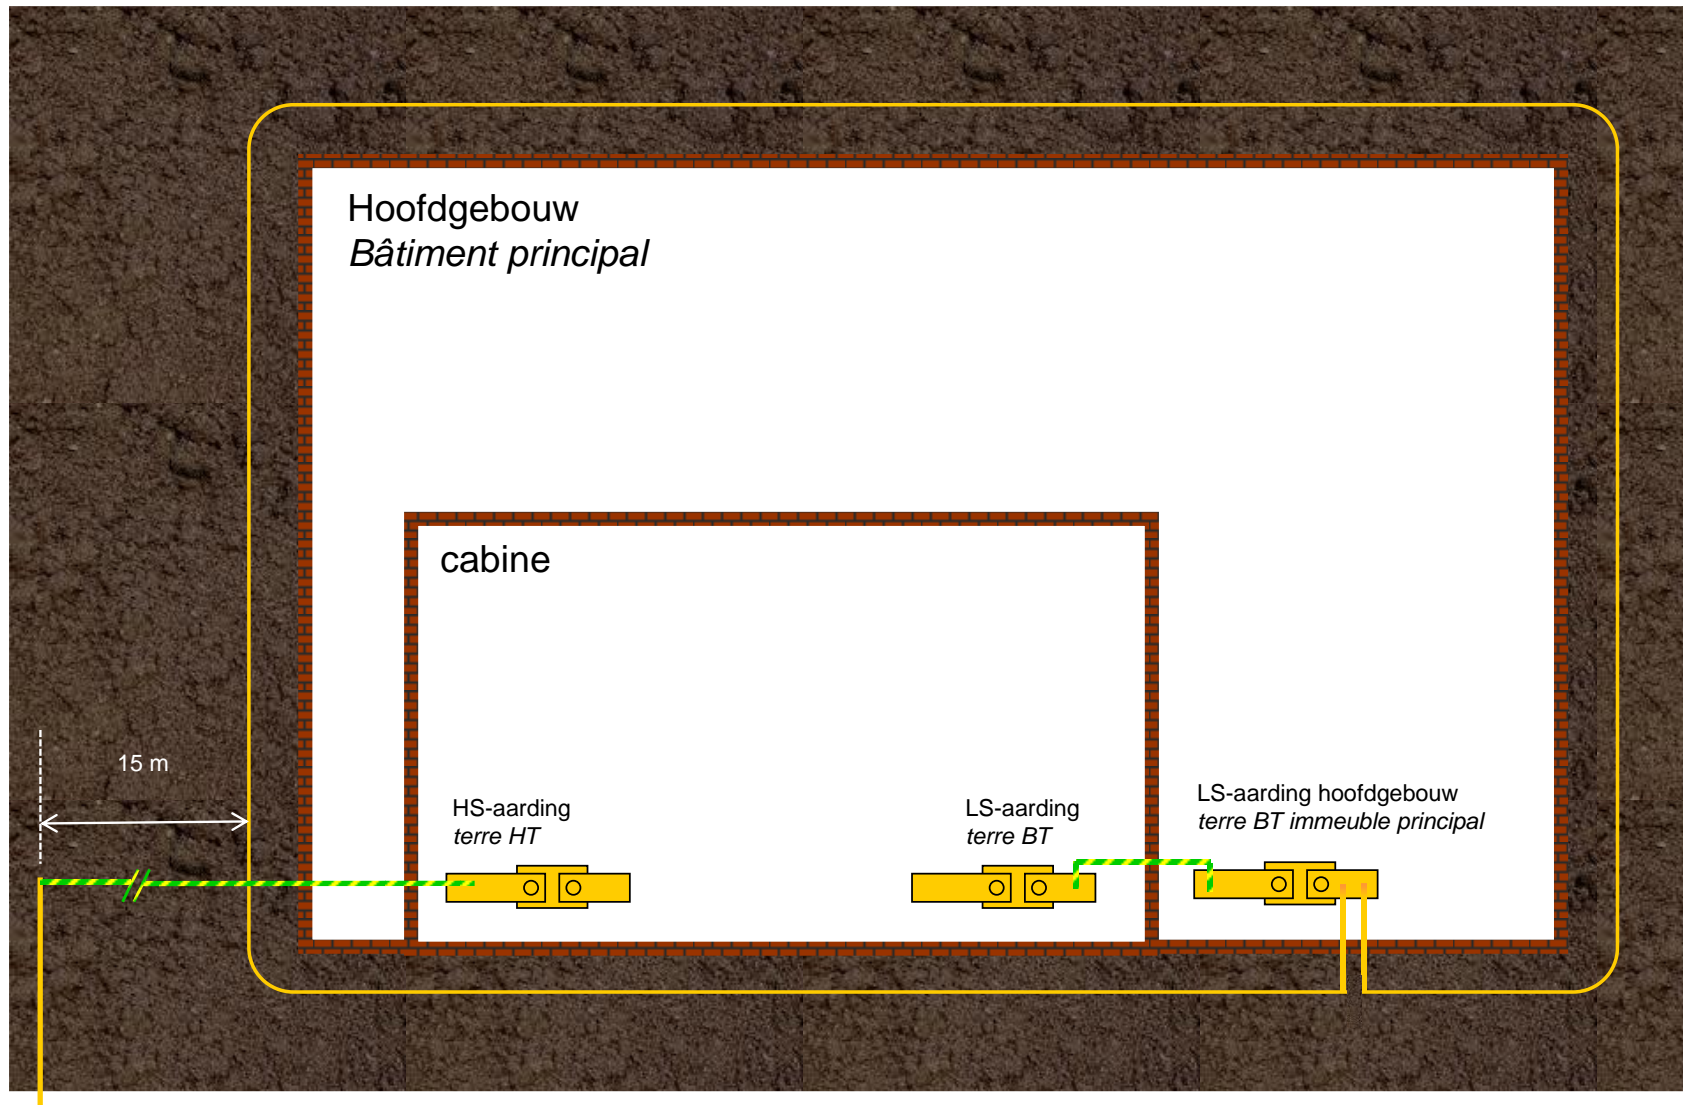 Hoofdgebouw
Bâtiment principal
cabine
15 m
HS-aarding
terre HT
LS-aarding
terre BT
LS-aarding hoofdgebouw
terre BT immeuble principal